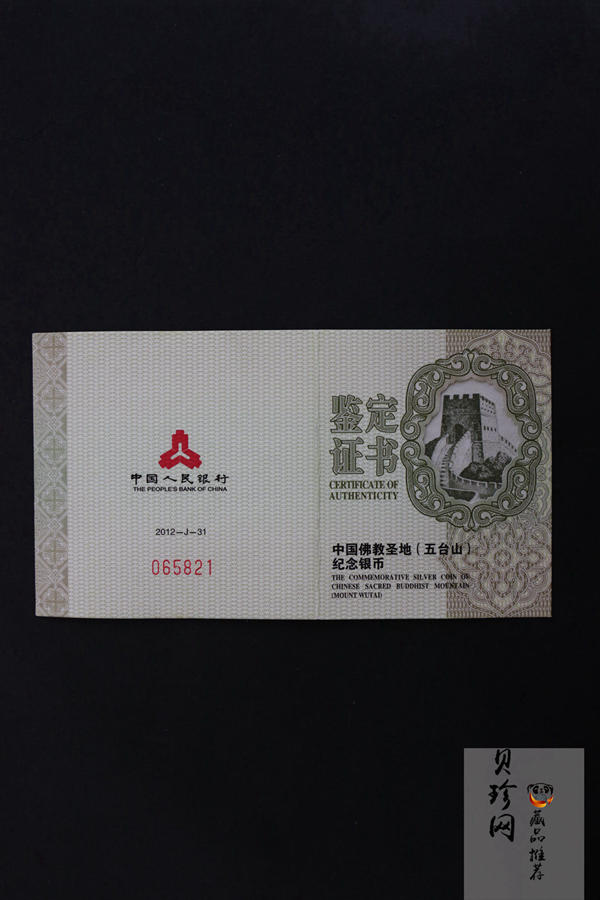 中国人民银行
THE PEOPLE'S BANK OF CHINA
2012-J-31
065821
鉴定
证书
CERTIFICATE OF
AUTHENTICITY
中国佛教圣地（五台山）
纪念银币
THE COMMEMORATIVE SILVER COIN OF
CHINESE SACRED BUDDHIST MOUNTAIN
(MOUNT WUTAI)
贝珍网
藏品推荐